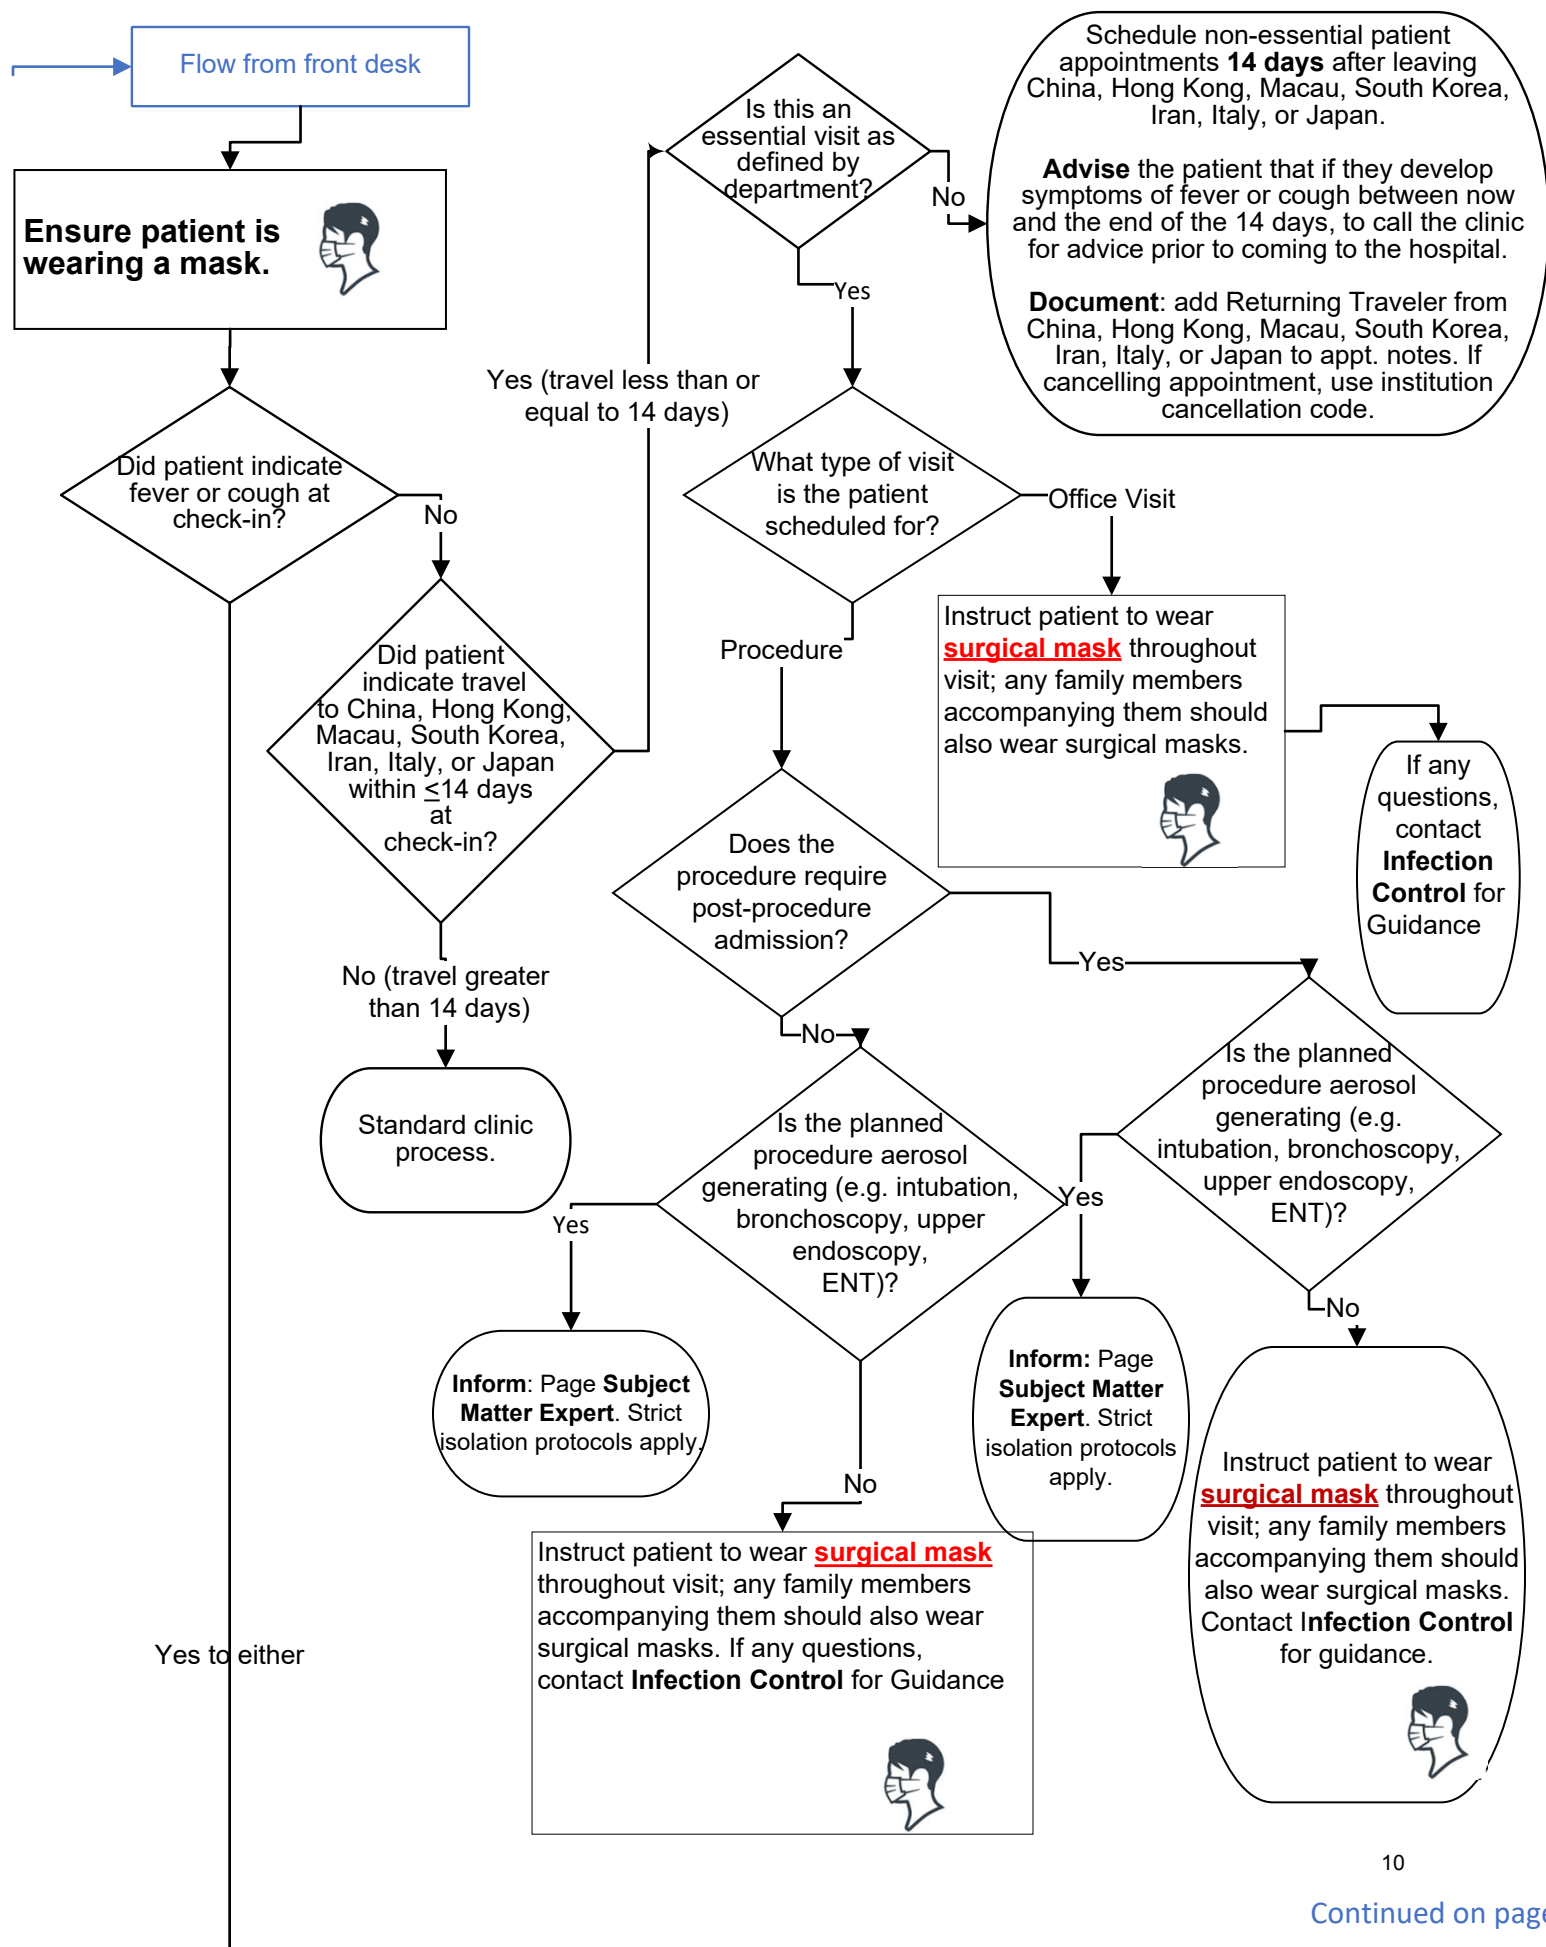 Flow from front desk
Ensure patient is
wearing a mask.
Did patient indicate
fever or cough at
check-in?
No
Yes to either
Did patient
indicate travel
to China, Hong Kong,
Macau, South Korea,
Iran, Italy, or Japan
within ≤14 days
at
check-in?
No (travel greater
than 14 days)
Standard clinic
process.
Yes (travel less than or
equal to 14 days)
Is this an
essential visit as
defined by
department?
No
Schedule non-essential patient
appointments 14 days after leaving
China, Hong Kong, Macau, South Korea,
Iran, Italy, or Japan.
Advise the patient that if they develop
symptoms of fever or cough between now
and the end of the 14 days, to call the clinic
for advice prior to coming to the hospital.
Document: add Returning Traveler from
China, Hong Kong, Macau, South Korea,
Iran, Italy, or Japan to appt. notes. If
cancelling appointment, use institution
cancellation code.
Yes
What type of visit
is the patient
scheduled for?
Office Visit
Instruct patient to wear
surgical mask throughout
visit; any family members
accompanying them should
also wear surgical masks.
If any
questions,
contact
Infection
Control for
Guidance
Procedure
Does the
procedure require
post-procedure
admission?
Yes
No
Is the planned
procedure aerosol
generating (e.g. intubation,
bronchoscopy, upper
endoscopy,
ENT)?
Yes
Inform: Page Subject
Matter Expert. Strict
isolation protocols apply.
No
Instruct patient to wear surgical mask
throughout visit; any family members
accompanying them should also wear
surgical masks. If any questions,
contact Infection Control for Guidance
Is the planned
procedure aerosol
generating (e.g.
intubation, bronchoscopy,
upper endoscopy,
ENT)?
Yes
Inform: Page
Subject Matter
Expert. Strict
isolation protocols
apply.
No
Instruct patient to wear
surgical mask throughout
visit; any family members
accompanying them should
also wear surgical masks.
Contact Infection Control
for guidance.
10
Continued on page